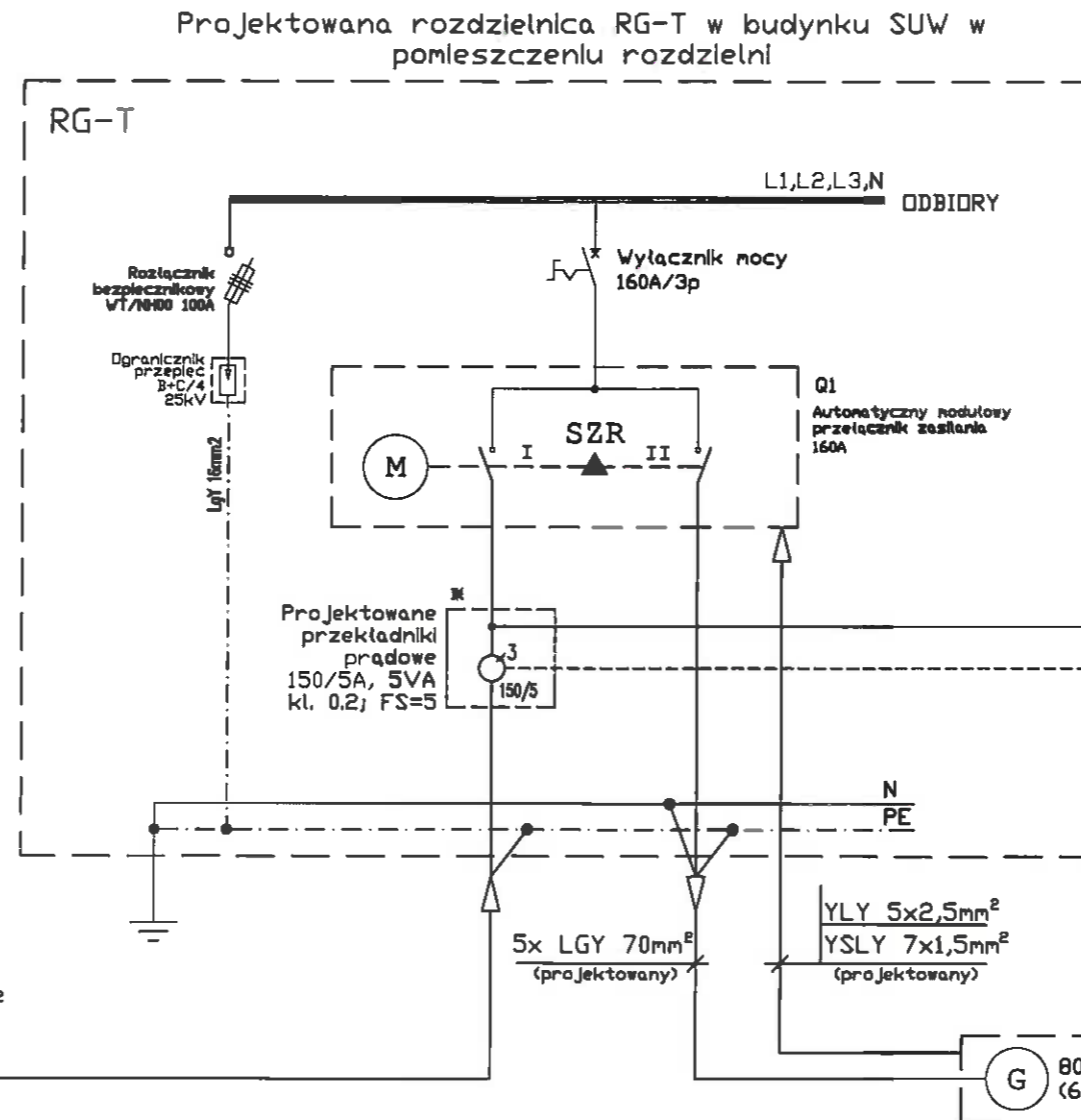 Projektowana rozdzielnica RG-T w budynku SUW w
pomieszczeniu rozdzielni
RG-T
L1,L2,L3,N
ODBIORY
Rozłącznik
bezpiecznikowy
WT/NH00 100A
Wyłącznik mocy
160A/3p
Ogranicznik
przepięć
B+C/4
25kV
LgY 16mm2
Q1
Automatyczny modułowy
przełącznik zasilania
160A
SZR
M
I
II
Projektowane
przekładniki
prądowe
150/5A, 5VA
kl. 0.2; FS=5
3
150/5
N
PE
5x LGY 70mm²
(projektowany)
YLY 5x2,5mm²
YSLY 7x1,5mm²
(projektowany)
G
80
(6